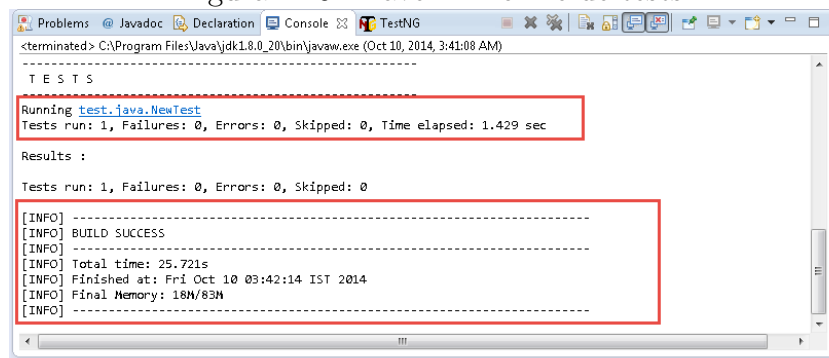 Problems @ Javadoc Declaration Console TestNG
<terminated> C:\Program Files\Java\jdk1.8.0_20\bin\javaw.exe (Oct 10, 2014, 3:41:08 AM)
-------------------------------------------------------
T E S T S
-------------------------------------------------------
Running test.java.NewTest
Tests run: 1, Failures: 0, Errors: 0, Skipped: 0, Time elapsed: 1.429 sec
Results :
Tests run: 1, Failures: 0, Errors: 0, Skipped: 0
[INFO] ------------------------------------------------------------------------
[INFO] BUILD SUCCESS
[INFO] ------------------------------------------------------------------------
[INFO] Total time: 25.721s
[INFO] Finished at: Fri Oct 10 03:42:14 IST 2014
[INFO] Final Memory: 18M/83M
[INFO] ------------------------------------------------------------------------